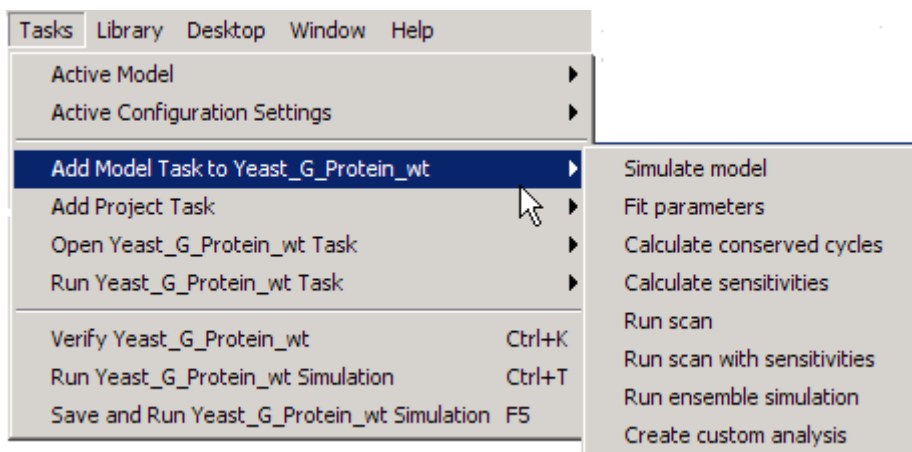 Tasks Library Desktop Window Help
Active Model
Active Configuration Settings
Add Model Task to Yeast_G_Protein_wt
Add Project Task
Open Yeast_G_Protein_wt Task
Run Yeast_G_Protein_wt Task
Verify Yeast_G_Protein_wt Ctrl+K
Run Yeast_G_Protein_wt Simulation Ctrl+T
Save and Run Yeast_G_Protein_wt Simulation F5
Simulate model
Fit parameters
Calculate conserved cycles
Calculate sensitivities
Run scan
Run scan with sensitivities
Run ensemble simulation
Create custom analysis